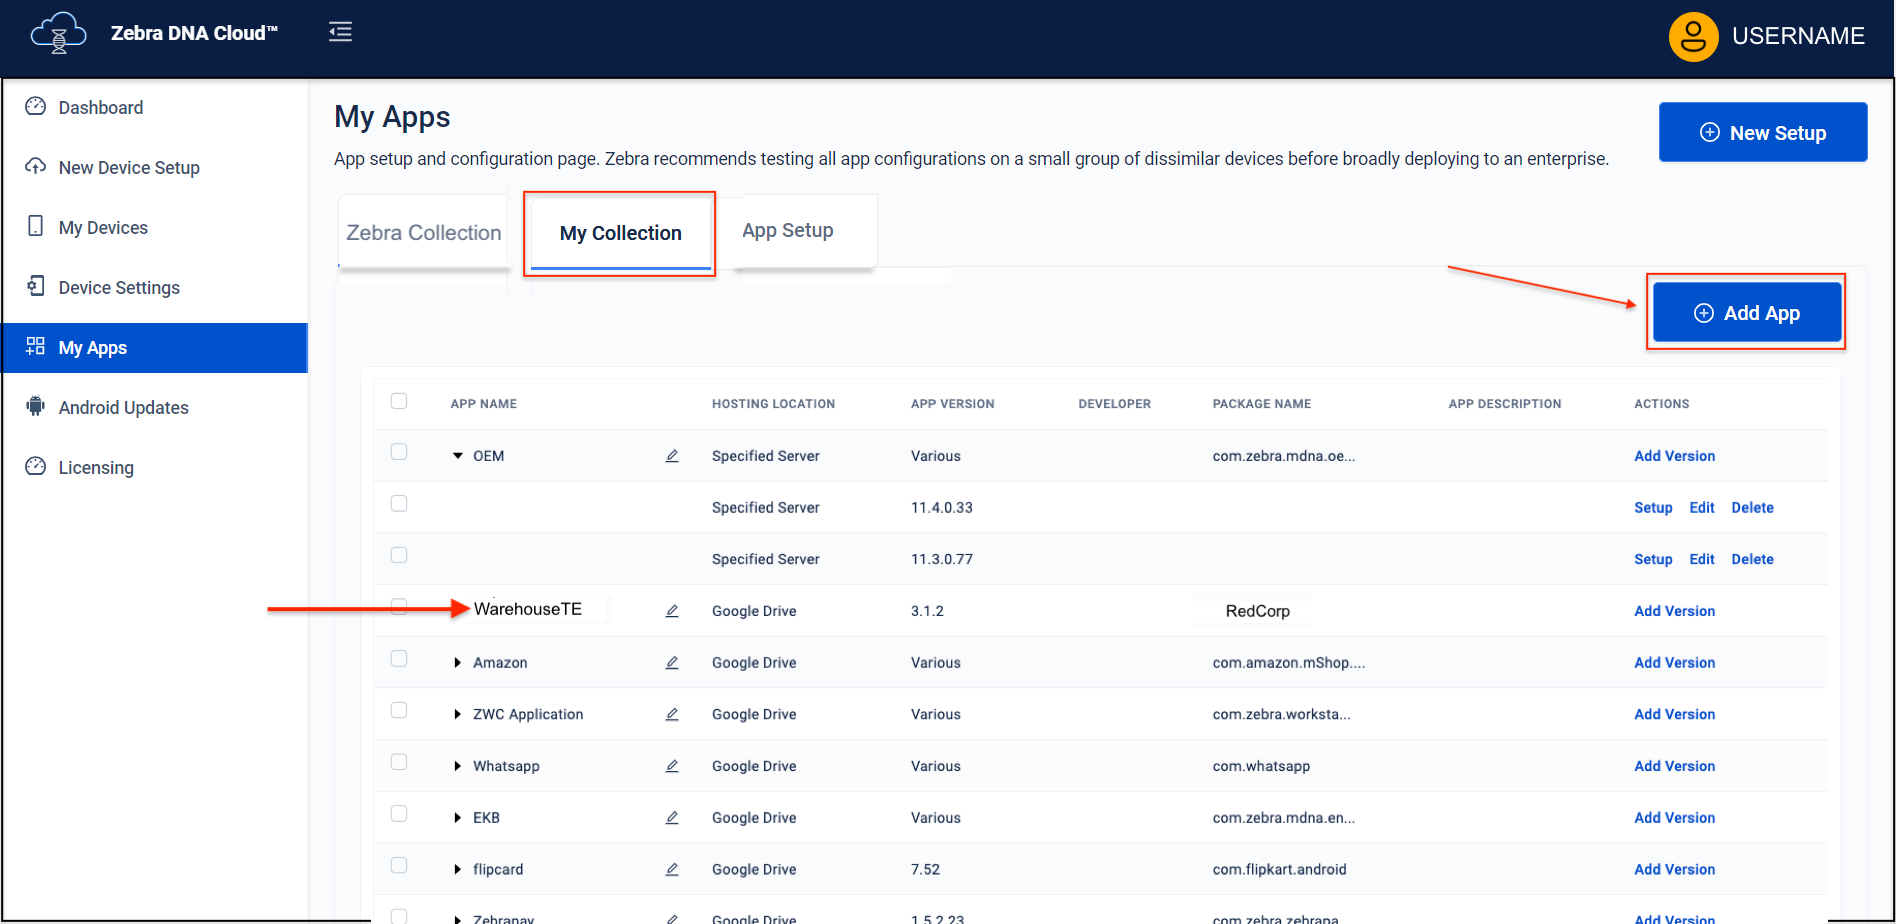 Zebra DNA Cloud™
USERNAME
Dashboard
New Device Setup
My Devices
Device Settings
My Apps
Android Updates
Licensing
My Apps
New Setup
App setup and configuration page. Zebra recommends testing all app configurations on a small group of dissimilar devices before broadly deploying to an enterprise.
Zebra Collection My Collection App Setup
Add App
APP NAME HOSTING LOCATION APP VERSION DEVELOPER PACKAGE NAME APP DESCRIPTION ACTIONS
OEM Specified Server Various com.zebra.mdna.oe... Add Version
Specified Server 11.4.0.33 Setup Edit Delete
Specified Server 11.3.0.77 Setup Edit Delete
WarehouseTE Google Drive 3.1.2 RedCorp Add Version
Amazon Google Drive Various com.amazon.mShop.... Add Version
ZWC Application Google Drive Various com.zebra.worksta... Add Version
Whatsapp Google Drive Various com.whatsapp Add Version
EKB Google Drive Various com.zebra.mdna.en... Add Version
flipcard Google Drive 7.52 com.flipkart.android Add Version
Zebrapay Google Drive 1.5.2.23 com.zebra.zebrapa... Add Version